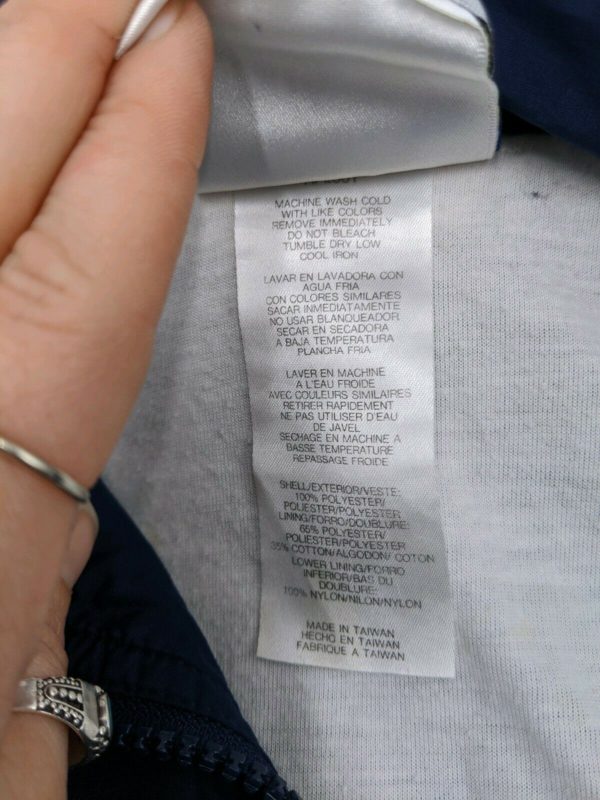 MACHINE WASH COLD
WITH LIKE COLORS
REMOVE IMMEDIATELY
DO NOT BLEACH
TUMBLE DRY LOW
COOL IRON
LAVAR EN LAVADORA CON
AGUA FRIA
CON COLORES SIMILARES
SACAR INMEDIATAMENTE
NO USAR BLANQUEADOR
SECAR EN SECADORA
A BAJA TEMPERATURA
PLANCHA FRIA
LAVER EN MACHINE
A L'EAU FROIDE
AVEC COULEURS SIMILAIRES
RETIRER RAPIDEMENT
NE PAS UTILISER D'EAU
DE JAVEL
SECHAGE EN MACHINE A
BASSE TEMPERATURE
REPASSAGE FROIDE
SHELL/EXTERIOR/VESTE:
100% POLYESTER/
POLIESTER/POLYESTER
LINING/FORRO/DOUBLURE:
65% POLYESTER/
POLIESTER/POLYESTER
35% COTTON/ALGODON/ COTON
LOWER LINING/FORRO
INFERIOR/BAS DU
DOUBLURE:
100% NYLON/NILON/NYLON
MADE IN TAIWAN
HECHO EN TAIWAN
FABRIQUE A TAIWAN